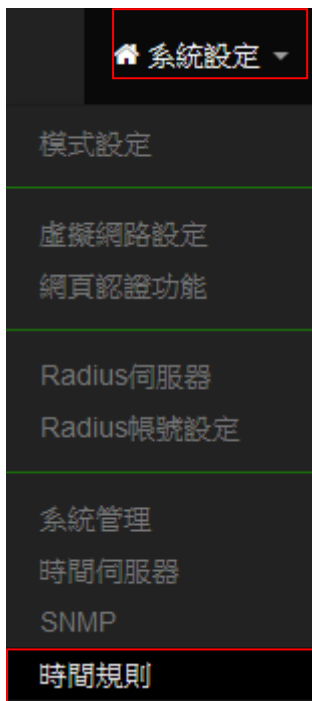 系統設定
模式設定
虛擬網路設定
網頁認證功能
Radius伺服器
Radius帳號設定
系統管理
時間伺服器
SNMP
時間規則